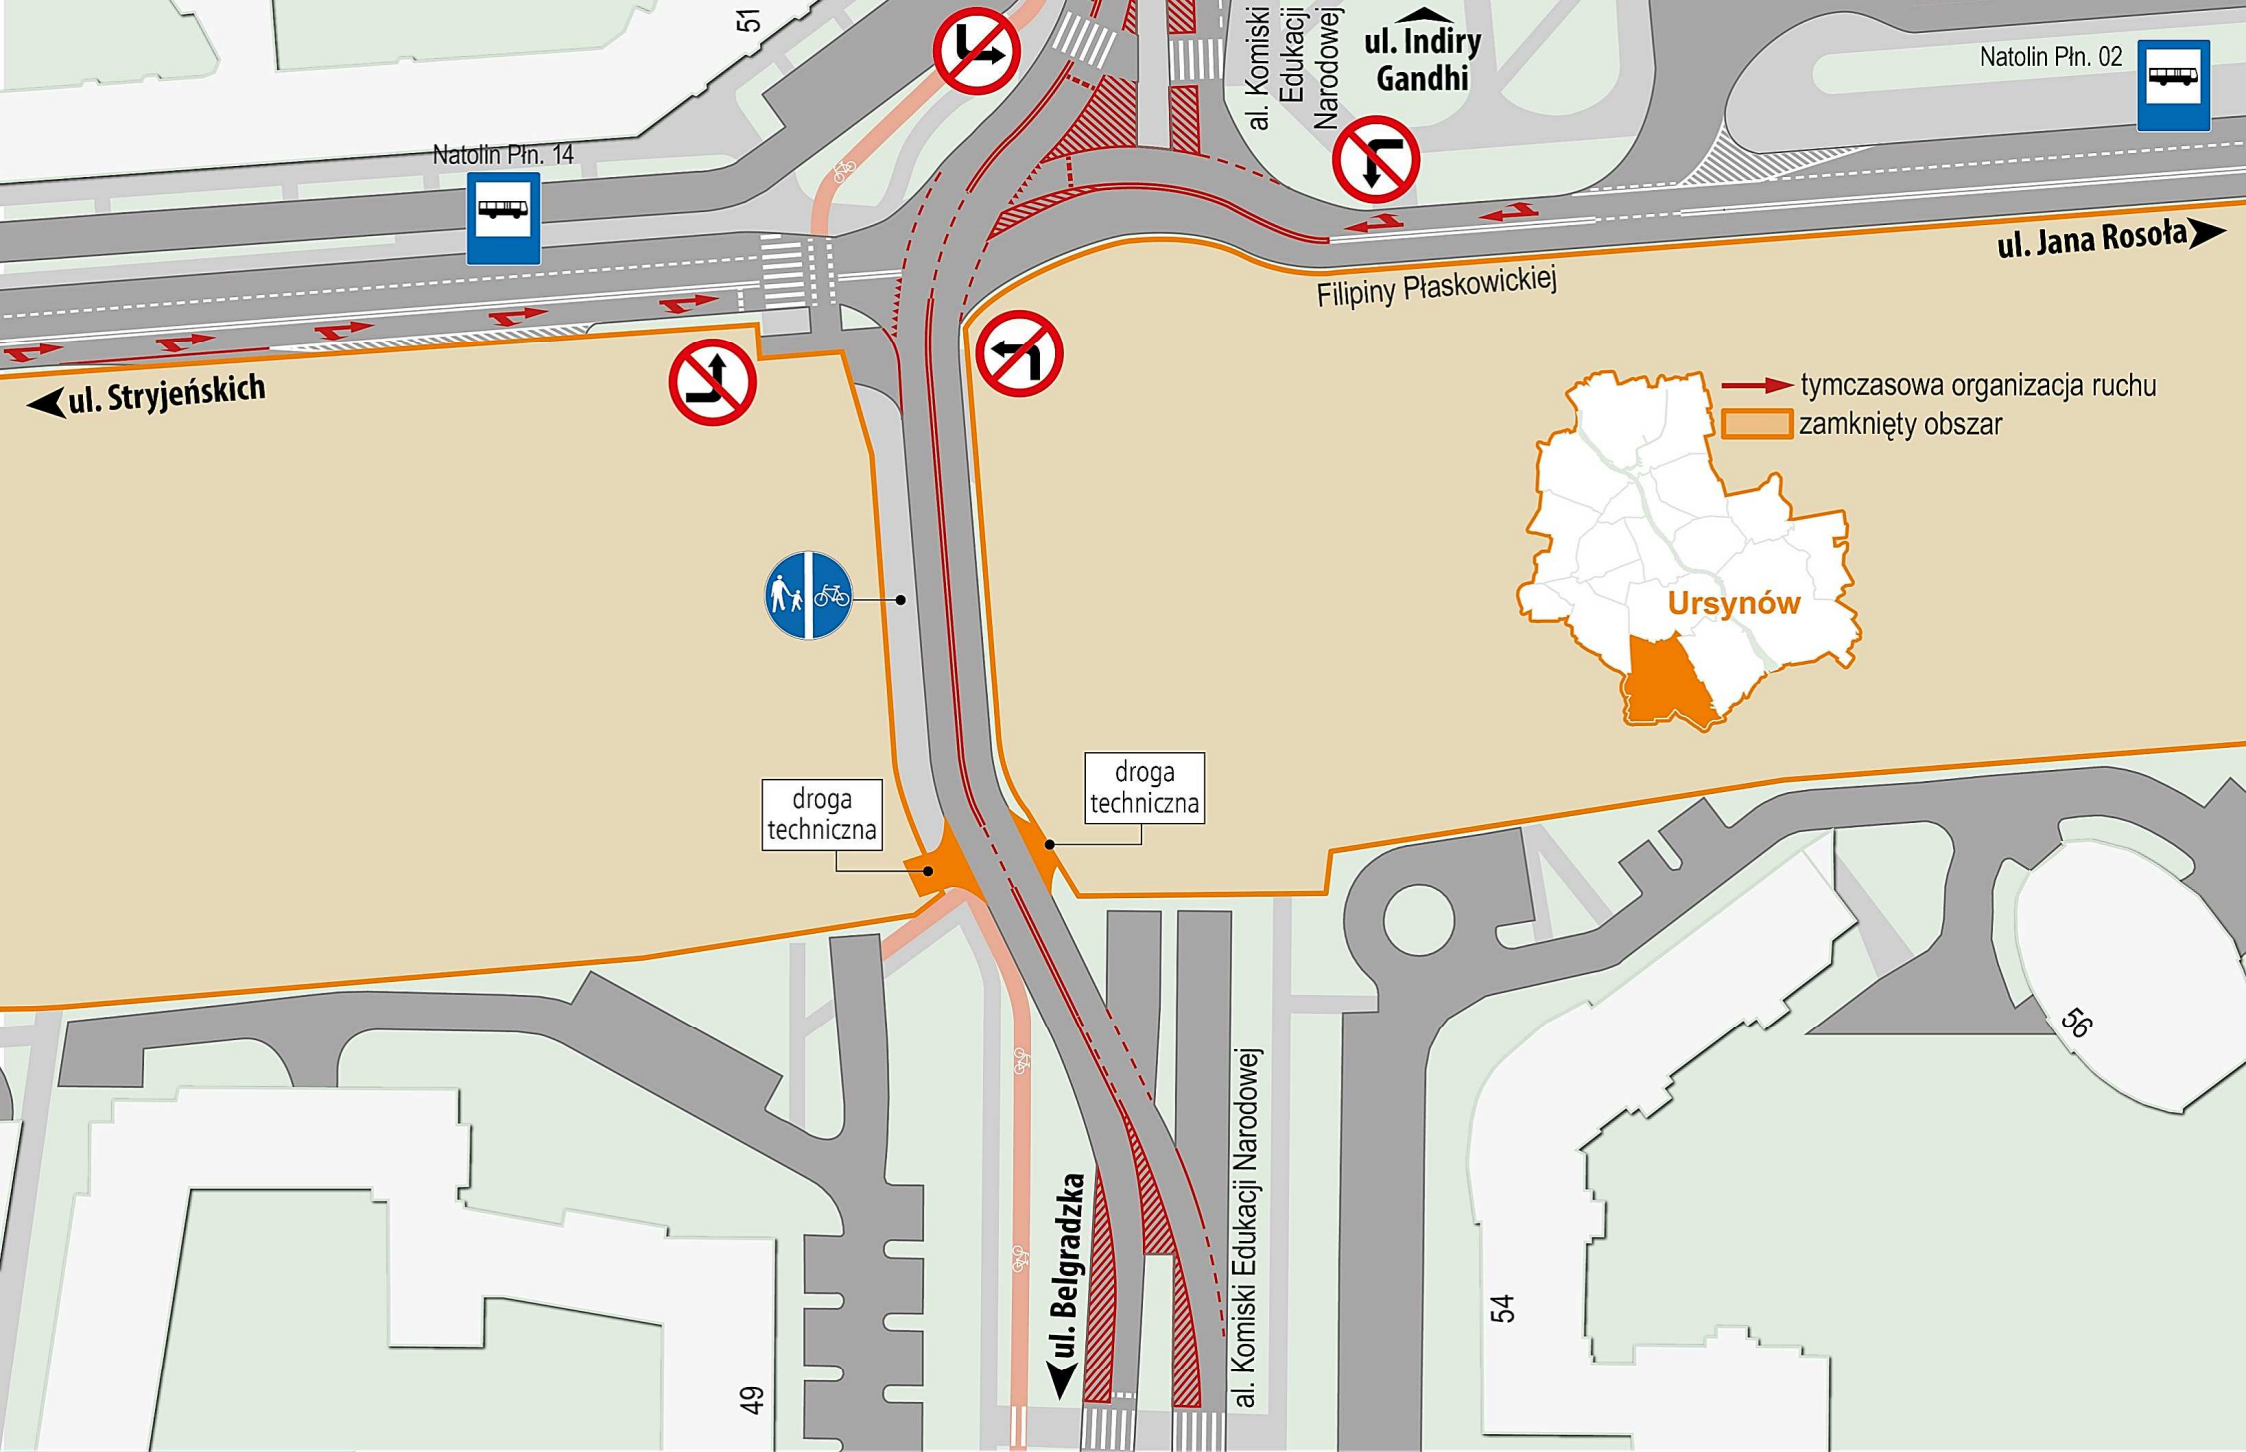 51
al. Komiski
Edukacji
Narodowej
ul. Indiry
Gandhi
Natolin Płn. 02
Natolin Płn. 14
ul. Jana Rosoła
Filipiny Płaskowickiej
ul. Stryjeńskich
tymczasowa organizacja ruchu
zamknięty obszar
Ursynów
droga
techniczna
droga
techniczna
56
al. Komiski Edukacji Narodowej
ul. Belgradzka
54
49